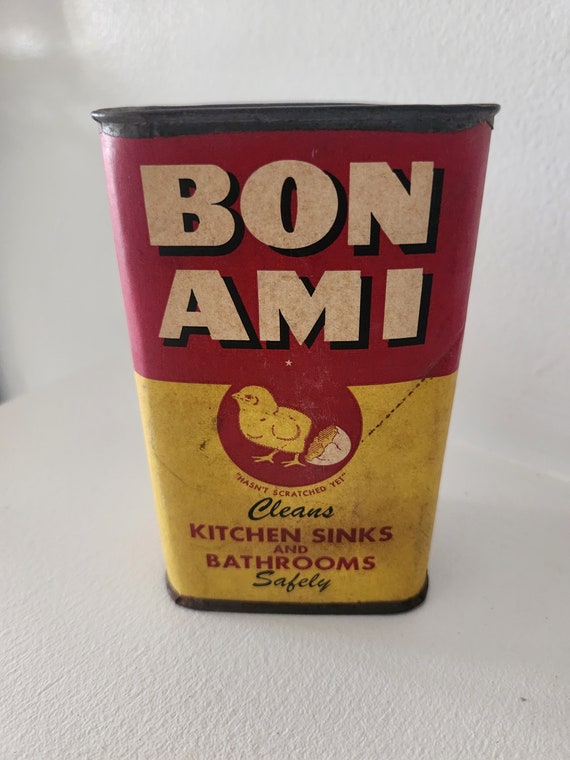 BON
AMI
"HASN'T SCRATCHED YET"
Cleans
KITCHEN SINKS
AND
BATHROOMS
Safely